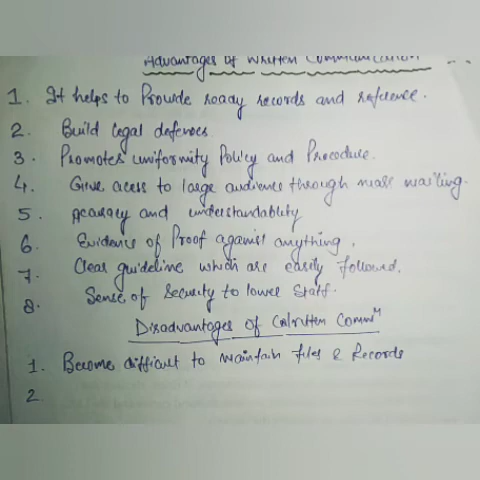 Advantages of Written Communication
1. It helps to Provide ready records and reference.
2. Build legal defences
3. Promotes uniformity Policy and Procedure.
4. Give acess to large audience through mass mailing.
5. Accuracy and understandability
6. Evidence of Proof against anything.
7. Clear guideline which are easily followed.
8. Sense of Security to lower Staff.
Disadvantages of Written Commⁿ
1. Become difficult to maintain files & Records
2